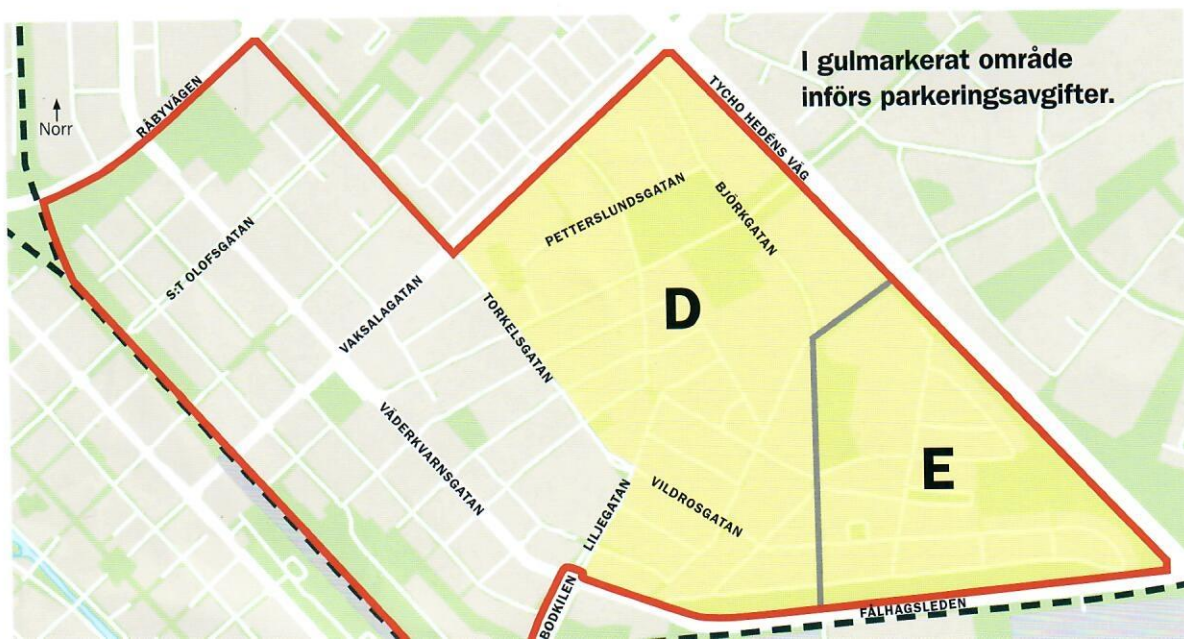 I gulmarkerat område
införs parkeringsavgifter.
Norr
RÅBYVÄGEN
TYCHO HEDÉNS VÄG
S:T OLOFSGATAN
PETTERSLUNDSGATAN
BJÖRKGATAN
VAKSALAGATAN
TORKELSGATAN
D
VÄDERKVARNSGATAN
E
LILJEGATAN
VILDROSGATAN
BODKILEN
FÅLHAGSLEDEN